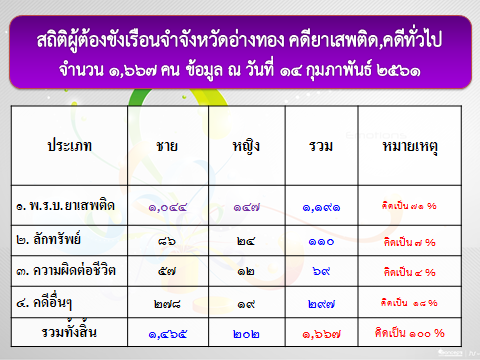 สถิติผู้ต้องขังเรือนจำจังหวัดอ่างทอง คดียาเสพติด,คดีทั่วไป
จำนวน ๑,๖๖๗ คน ข้อมูล ณ วันที่ ๑๔ กุมภาพันธ์ ๒๕๖๑
ประเภท ชาย หญิง รวม หมายเหตุ
๑. พ.ร.บ.ยาเสพติด ๑,๐๔๔ ๑๔๗ ๑,๑๙๑ คิดเป็น ๗๑ %
๒. ลักทรัพย์ ๘๖ ๒๔ ๑๑๐ คิดเป็น ๗ %
๓. ความผิดต่อชีวิต ๕๗ ๑๒ ๖๙ คิดเป็น ๔ %
๔. คดีอื่นๆ ๒๗๘ ๑๙ ๒๙๗ คิดเป็น ๑๘ %
รวมทั้งสิ้น ๑,๔๖๕ ๒๐๒ ๑,๖๖๗ คิดเป็น ๑๐๐ %